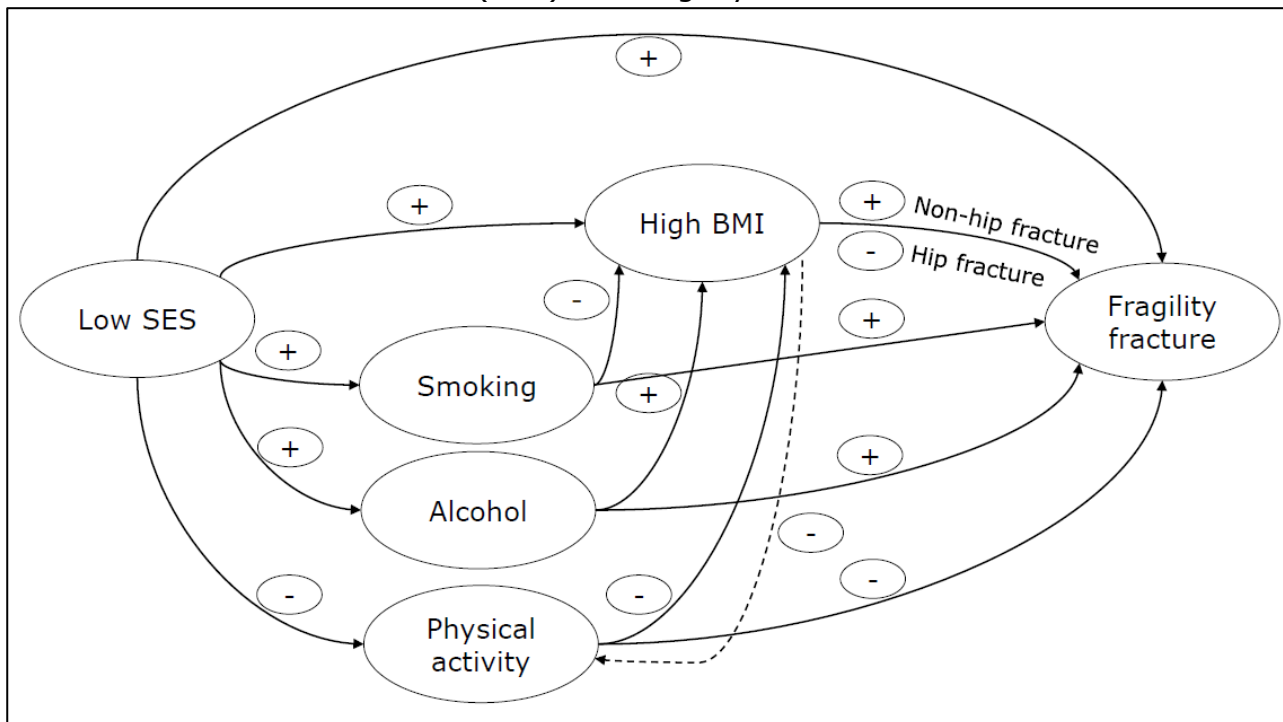 +
+
High BMI
+
Non-hip fracture
-
Hip fracture
Low SES
-
+
Fragility
fracture
+
Smoking
+
+
Alcohol
+
-
-
Physical
activity
-
-